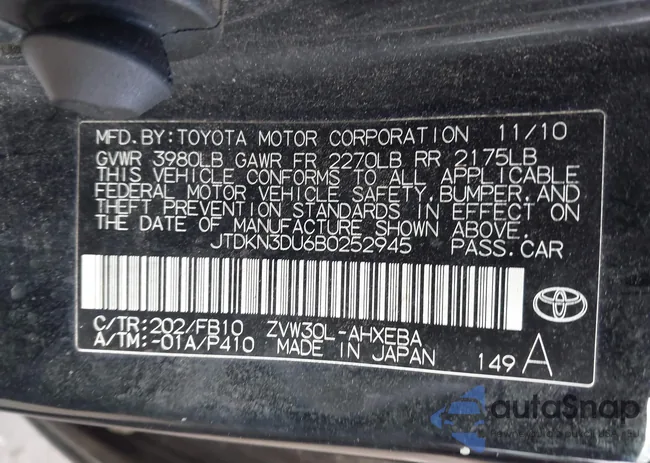 MFD.BY:TOYOTA MOTOR CORPORATION 11/10
GVWR 3980LB GAWR FR 2270LB RR 2175LB
THIS VEHICLE CONFORMS TO ALL APPLICABLE
FEDERAL MOTOR VEHICLE SAFETY,BUMPER,AND
THEFT PREVENTION STANDARDS IN EFFECT ON
THE DATE OF MANUFACTURE SHOWN ABOVE.
JTDKN3DU6B0252945 PASS.CAR
C/TR:202/FB10 ZVW30L-AHXEBA
A/TM:-01A/P410 MADE IN JAPAN
149 A
autoSnap